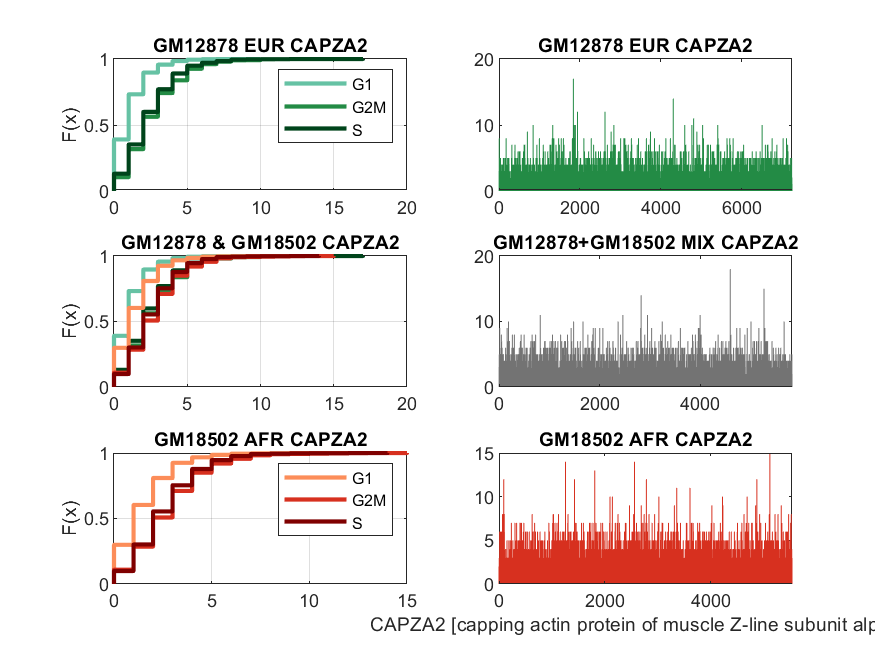 GM12878 EUR CAPZA2
F(x)
1
0.5
0
0 5 10 15 20
G1
G2M
S
GM12878 EUR CAPZA2
20
10
0
0 2000 4000 6000
GM12878 & GM18502 CAPZA2
F(x)
1
0.5
0
0 5 10 15 20
GM12878+GM18502 MIX CAPZA2
20
10
0
0 2000 4000
GM18502 AFR CAPZA2
F(x)
1
0.5
0
0 5 10 15
G1
G2M
S
GM18502 AFR CAPZA2
15
10
5
0
0 2000 4000
CAPZA2 [capping actin protein of muscle Z-line subunit alp